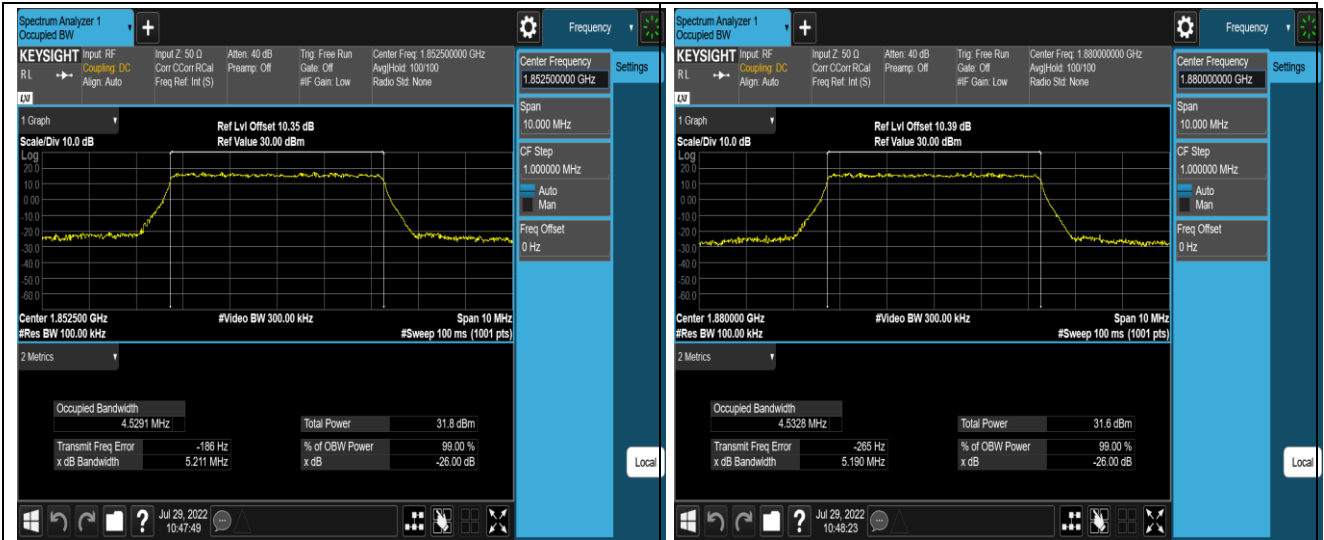 Spectrum Analyzer 1
Occupied BW
+
Frequency
KEYSIGHT Input: RF Input Z: 50 Ω Atten: 40 dB Trig: Free Run Center Freq: 1.852500000 GHz
RL Coupling: DC Corr CCorr RCal Preamp: Off Gate: Off Avg|Hold: 100/100
Align: Auto Freq Ref: Int (S) #IF Gain: Low Radio Std: None
LXI
Center Frequency
1.852500000 GHz
Settings
Span
10.000 MHz
CF Step
1.000000 MHz
Auto
Man
Freq Offset
0 Hz
1 Graph
Ref Lvl Offset 10.35 dB
Scale/Div 10.0 dB Ref Value 30.00 dBm
Log
20.0
10.0
0.00
-10.0
-20.0
-30.0
-40.0
-50.0
-60.0
Center 1.852500 GHz #Video BW 300.00 kHz Span 10 MHz
#Res BW 100.00 kHz #Sweep 100 ms (1001 pts)
2 Metrics
Occupied Bandwidth
4.5291 MHz Total Power 31.8 dBm
Transmit Freq Error -186 Hz % of OBW Power 99.00 %
x dB Bandwidth 5.211 MHz x dB -26.00 dB
Local
? Jul 29, 2022
10:47:49
Spectrum Analyzer 1
Occupied BW
+
Frequency
KEYSIGHT Input: RF Input Z: 50 Ω Atten: 40 dB Trig: Free Run Center Freq: 1.880000000 GHz
RL Coupling: DC Corr CCorr RCal Preamp: Off Gate: Off Avg|Hold: 100/100
Align: Auto Freq Ref: Int (S) #IF Gain: Low Radio Std: None
LXI
Center Frequency
1.880000000 GHz
Settings
Span
10.000 MHz
CF Step
1.000000 MHz
Auto
Man
Freq Offset
0 Hz
1 Graph
Ref Lvl Offset 10.39 dB
Scale/Div 10.0 dB Ref Value 30.00 dBm
Log
20.0
10.0
0.00
-10.0
-20.0
-30.0
-40.0
-50.0
-60.0
Center 1.880000 GHz #Video BW 300.00 kHz Span 10 MHz
#Res BW 100.00 kHz #Sweep 100 ms (1001 pts)
2 Metrics
Occupied Bandwidth
4.5328 MHz Total Power 31.6 dBm
Transmit Freq Error -265 Hz % of OBW Power 99.00 %
x dB Bandwidth 5.190 MHz x dB -26.00 dB
Local
? Jul 29, 2022
10:48:23